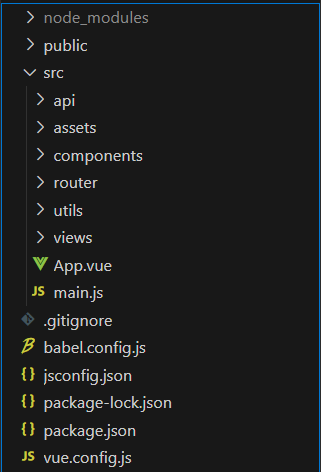 node_modules
public
src
api
assets
components
router
utils
views
App.vue
JS main.js
.gitignore
B babel.config.js
{} jsconfig.json
{} package-lock.json
{} package.json
JS vue.config.js